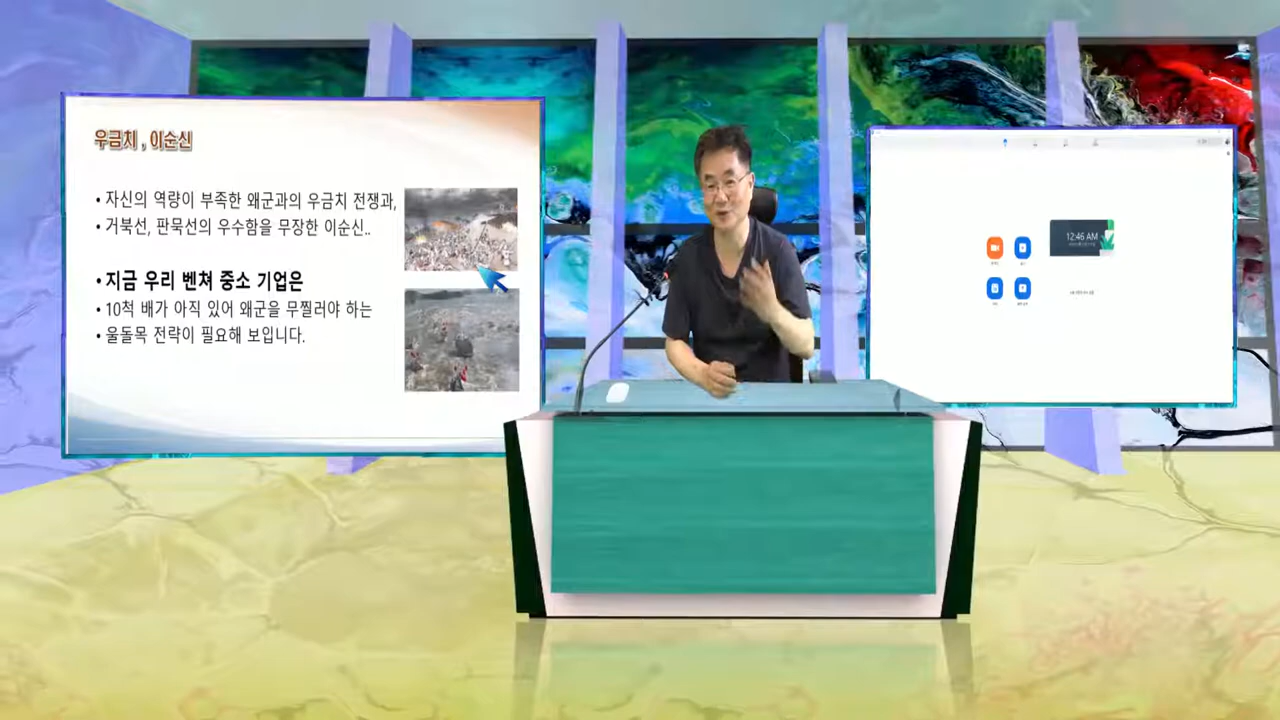 우금치 , 이순신
• 자신의 역량이 부족한 왜군과의 우금치 전쟁과,
• 거북선, 판묵선의 우수함을 무장한 이순신..
• 지금 우리 벤쳐 중소 기업은
• 10척 배가 아직 있어 왜군을 무찔러야 하는
• 울돌목 전략이 필요해 보입니다.
12:46 AM